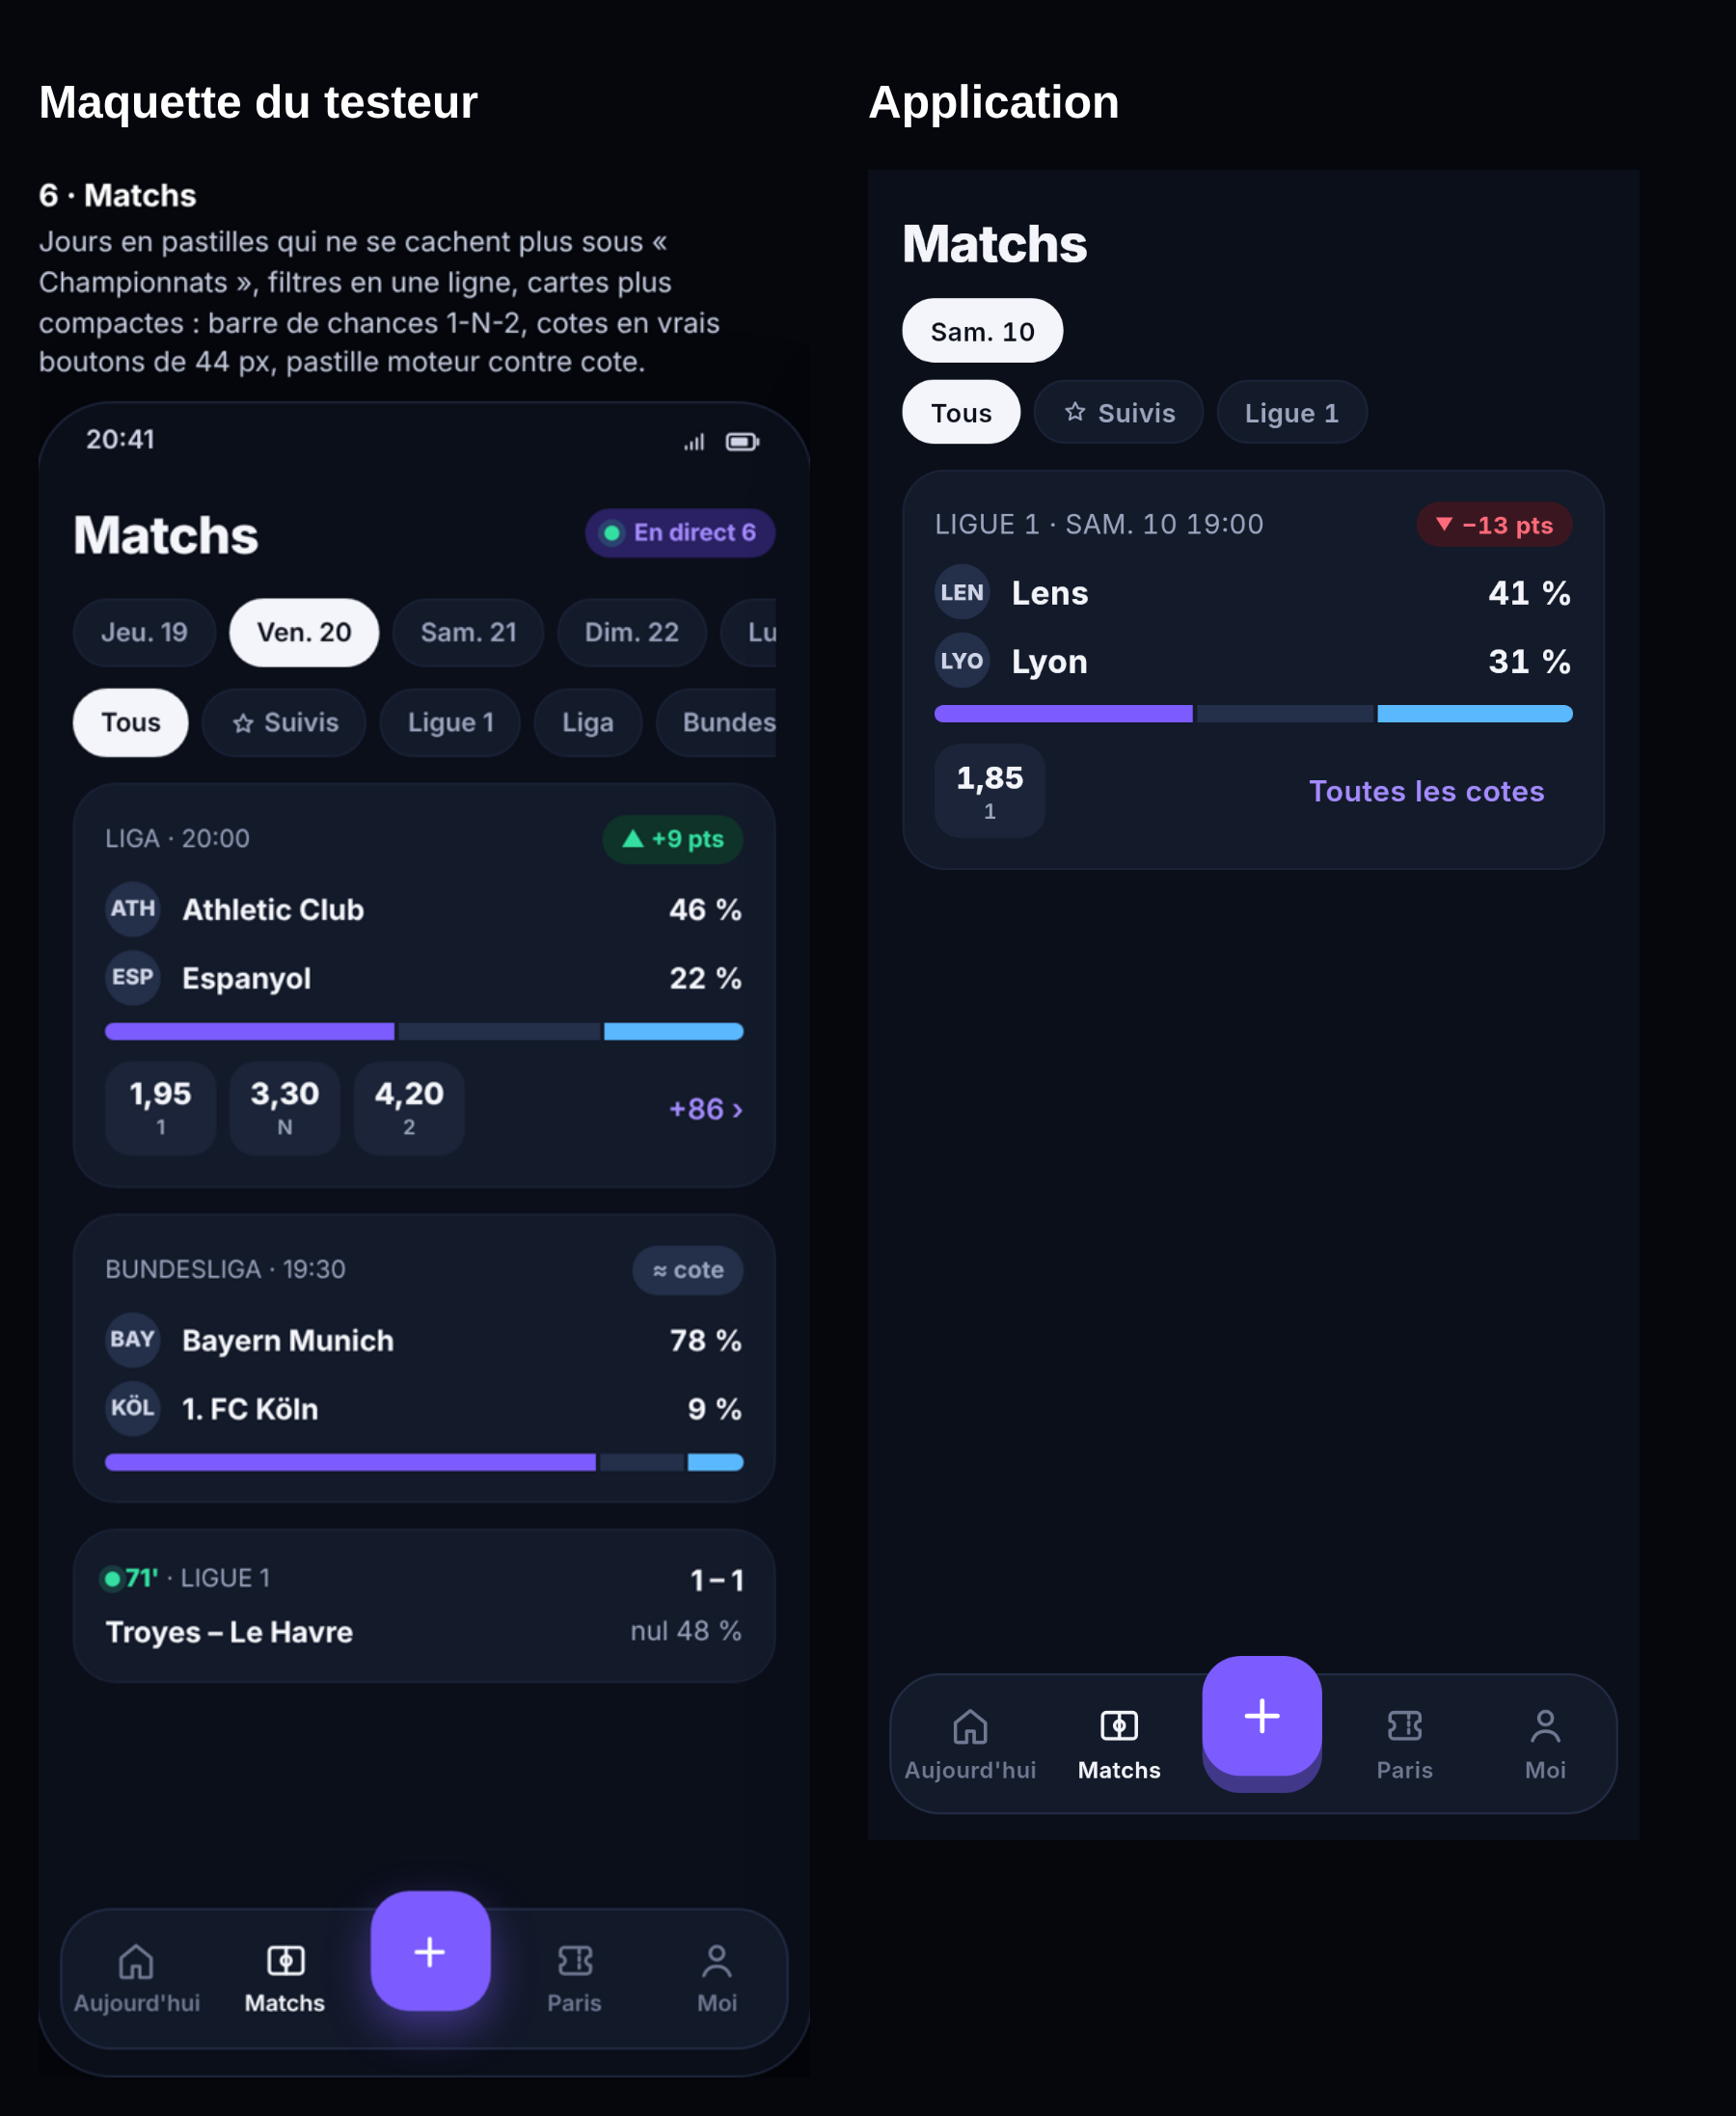 Maquette du testeur
6 · Matchs
Jours en pastilles qui ne se cachent plus sous «
Championnats », filtres en une ligne, cartes plus
compactes : barre de chances 1-N-2, cotes en vrais
boutons de 44 px, pastille moteur contre cote.
20:41
Matchs
En direct 6
Jeu. 19 Ven. 20 Sam. 21 Dim. 22 Lu
Tous ☆ Suivis Ligue 1 Liga Bundes
LIGA · 20:00 ▲ +9 pts
ATH Athletic Club 46 %
ESP Espanyol 22 %
1,95 3,30 4,20
1 N 2
+86 ›
BUNDESLIGA · 19:30 ≈ cote
BAY Bayern Munich 78 %
KÖL 1. FC Köln 9 %
71' · LIGUE 1 1 – 1
Troyes – Le Havre nul 48 %
+
Aujourd'hui Matchs Paris Moi
Application
Matchs
Sam. 10
Tous ☆ Suivis Ligue 1
LIGUE 1 · SAM. 10 19:00 ▼ −13 pts
LEN Lens 41 %
LYO Lyon 31 %
1,85
1
Toutes les cotes
+
Aujourd'hui Matchs Paris Moi